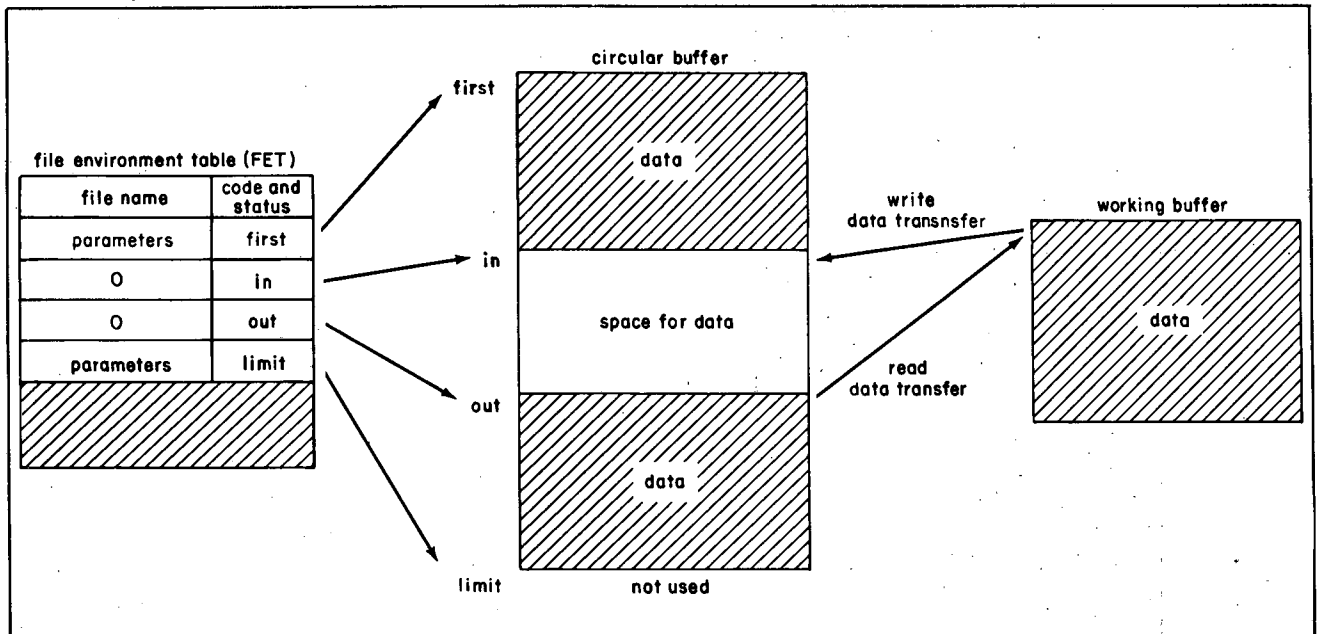 circular buffer
first
data
file environment table (FET)
file name
code and
status
parameters
first
O
in
O
out
parameters
limit
in
space for data
out
data
limit
not used
write
data transnsfer
read
data transfer
working buffer
data